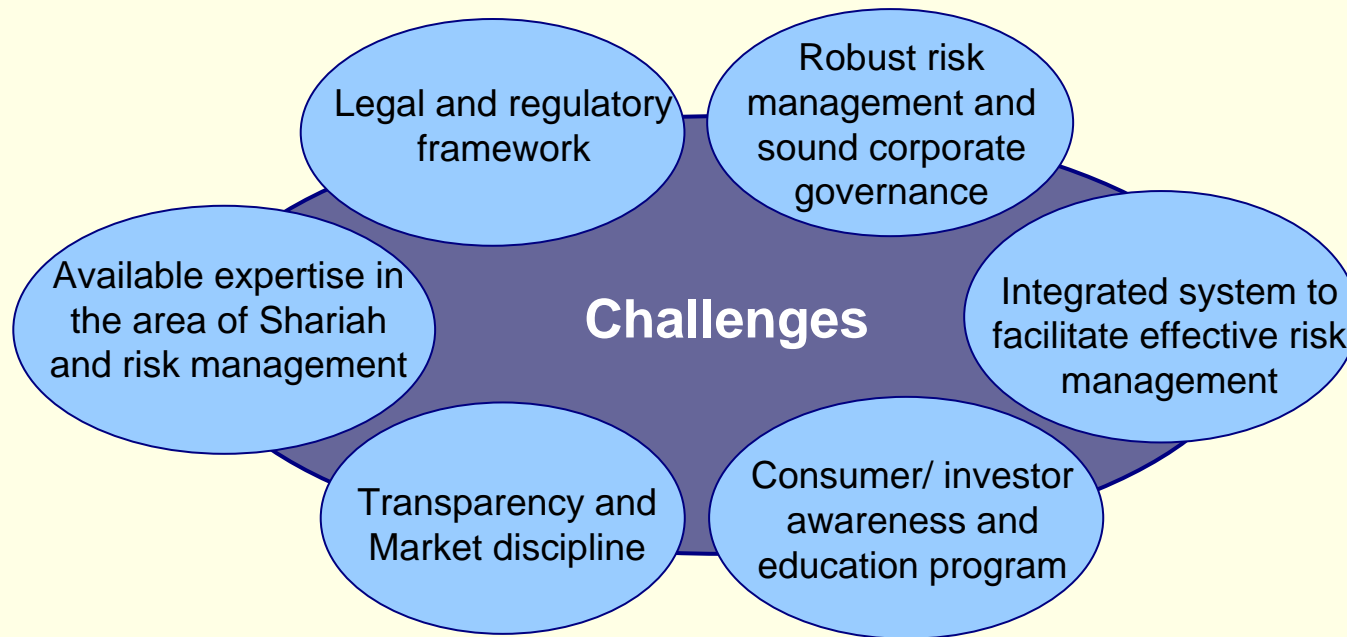 Legal and regulatory
framework
Robust risk
management and
sound corporate
governance
Available expertise in
the area of Shariah
and risk management
Challenges
Integrated system to
facilitate effective risk
management
Transparency and
Market discipline
Consumer/ investor
awareness and
education program